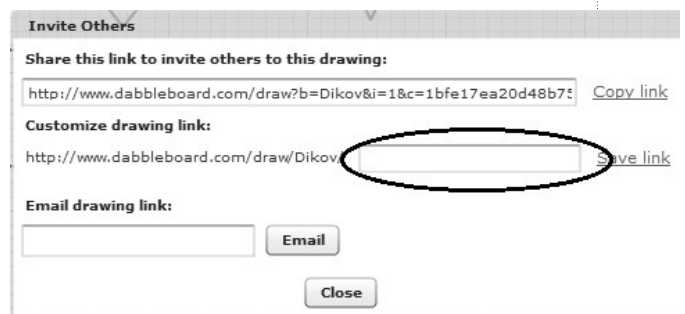 Invite Others
Share this link to invite others to this drawing:
http://www.dabbleboard.com/draw?b=Dikov&i=1&c=1bfe17ea20d48b75 Copy link
Customize drawing link:
http://www.dabbleboard.com/draw/Dikov/ Save link
Email drawing link:
Email
Close